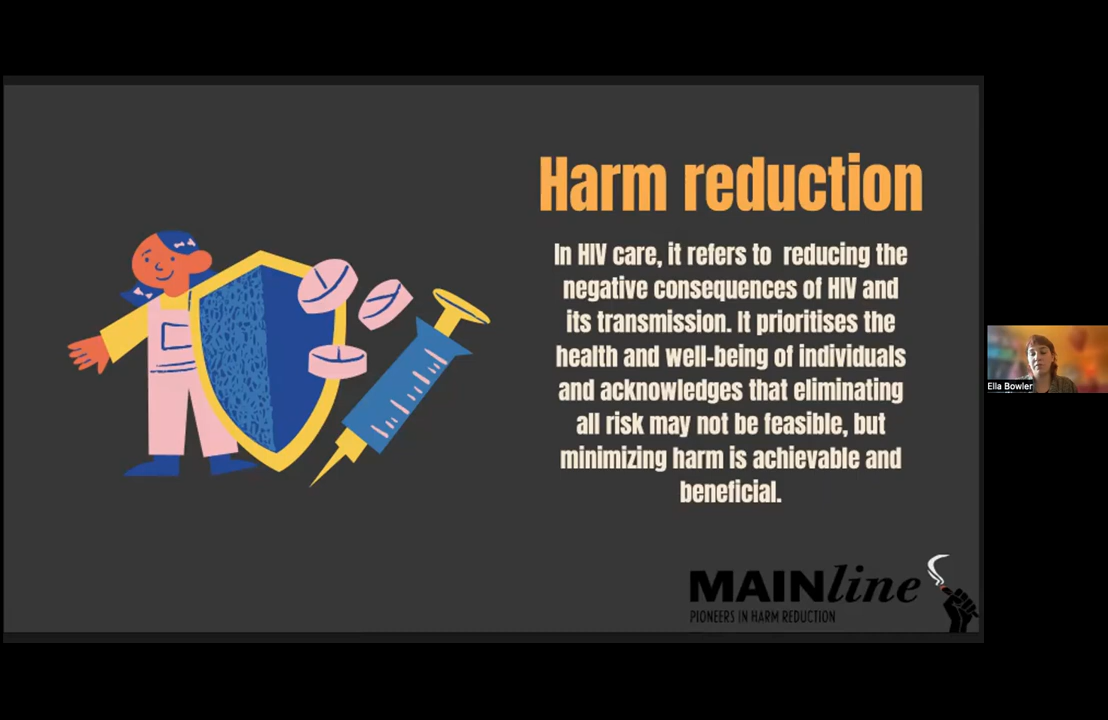 Harm reduction
In HIV care, it refers to reducing the
negative consequences of HIV and
its transmission. It prioritises the
health and well-being of individuals
and acknowledges that eliminating
all risk may not be feasible, but
minimizing harm is achievable and
beneficial.
MAINline
PIONEERS IN HARM REDUCTION
Ella Bowler